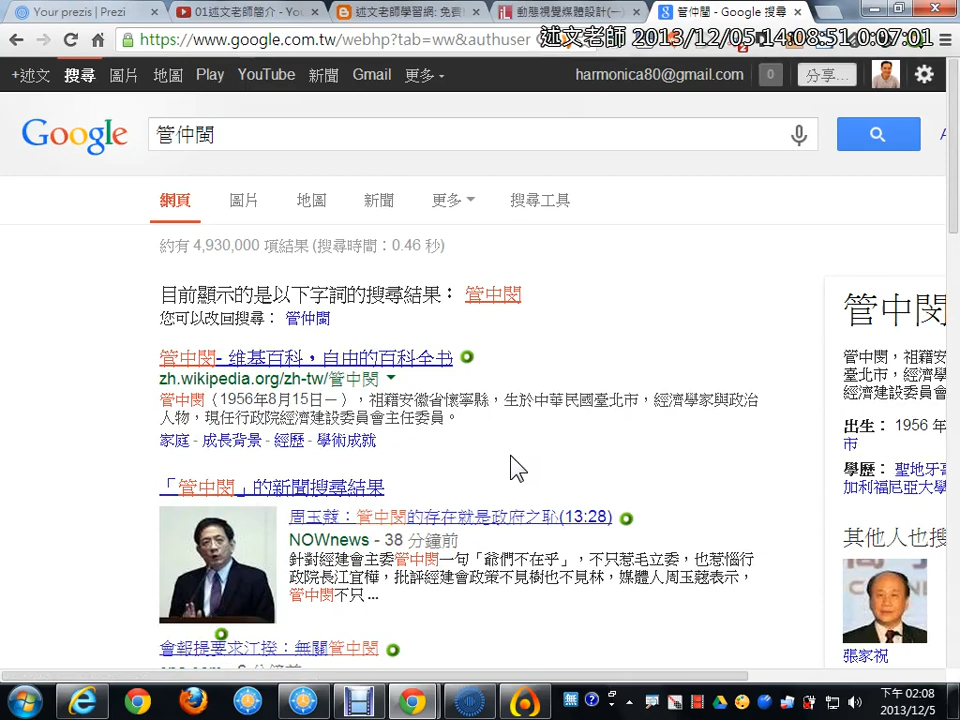 Your prezis | Prezi
01述文老師簡介 - You
述文老師學習網: 免費
動態視覺媒體設計(一)
管仲閩 - Google 搜尋
https://www.google.com.tw/webhp?tab=ww&authuser
述文老師 2013/12/05 14:08:51 0:07:01
+述文 搜尋 圖片 地圖 Play YouTube 新聞 Gmail 更多
harmonica80@gmail.com 0 分享...
Google 管仲閩
網頁 圖片 地圖 新聞 更多 搜尋工具
約有 4,930,000 項結果 (搜尋時間：0.46 秒)
目前顯示的是以下字詞的搜尋結果： 管中閔
您可以改回搜尋： 管仲閩
管中閔- 维基百科，自由的百科全书
zh.wikipedia.org/zh-tw/管中閔
管中閔（1956年8月15日－），祖籍安徽省懷寧縣，生於中華民國臺北市，經濟學家與政治
人物，現任行政院經濟建設委員會主任委員。
家庭 - 成長背景 - 經歷 - 學術成就
「管中閔」的新聞搜尋結果
周玉蔻：管中閔的存在就是政府之恥(13:28)
NOWnews - 38 分鐘前
針對經建會主委管中閔一句「爺們不在乎」，不只惹毛立委，也惹惱行
政院長江宜樺，批評經建會政策不見樹也不見林，媒體人周玉蔻表示，
管中閔不只 ...
會報提要求江揆：無關管中閔
管中閔
管中閔，祖籍安
臺北市，經濟學
委員會主任委員
出生： 1956 年
市
學歷： 聖地牙哥
加利福尼亞大學
其他人也搜
張家祝
下午 02:08
2013/12/5